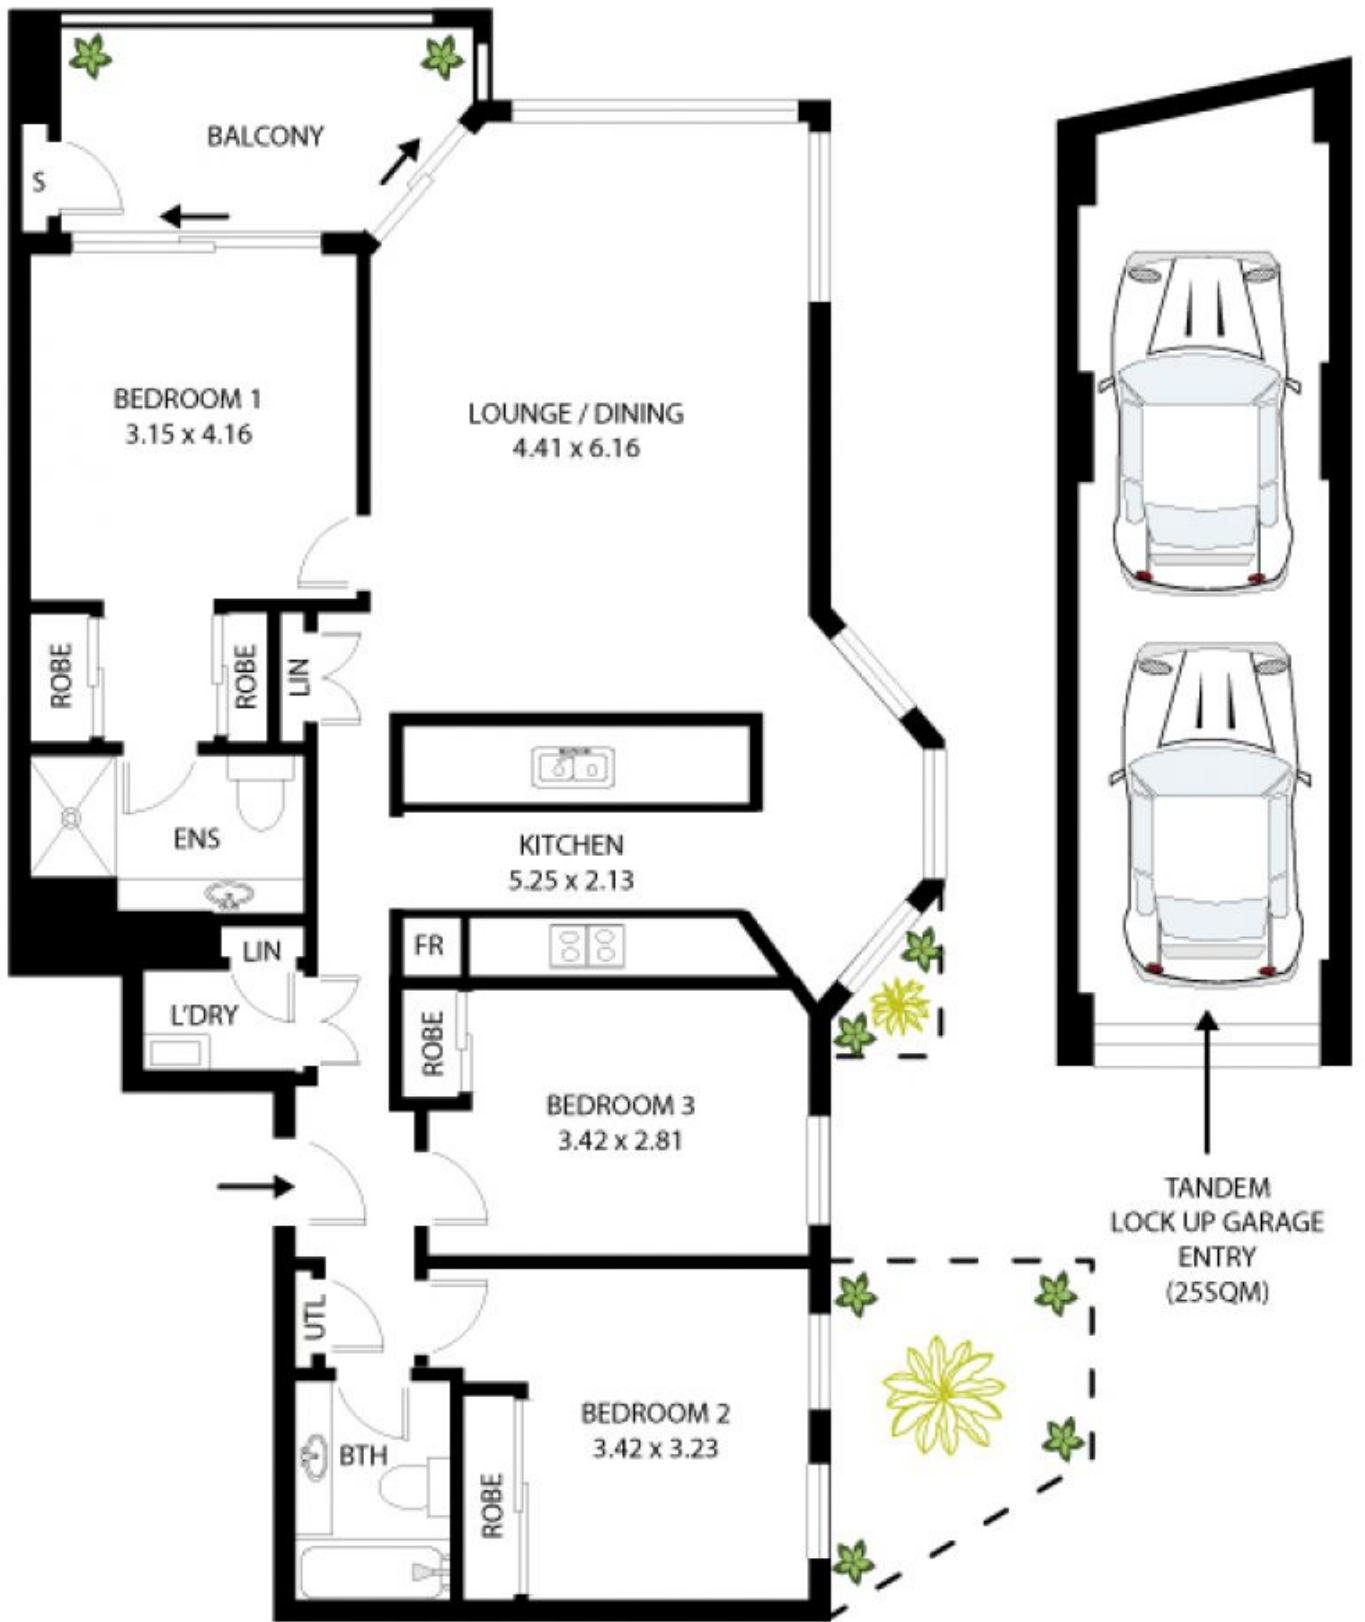 BALCONY
S
BEDROOM 1
3.15 x 4.16
LOUNGE / DINING
4.41 x 6.16
ROBE
ROBE
LIN
ENS
KITCHEN
5.25 x 2.13
FR
LIN
L'DRY
ROBE
BEDROOM 3
3.42 x 2.81
TANDEM
LOCK UP GARAGE
ENTRY
(25SQM)
UTL
BEDROOM 2
3.42 x 3.23
BTH
ROBE